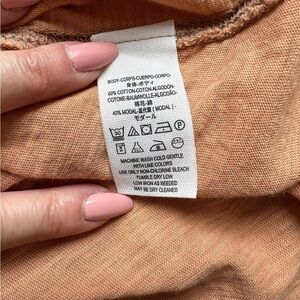 BODY-CORPS-CUERPO-CORPO-
身体-ボディ
60% COTTON-COTON-ALGODÓN-
COTONE-BAUMWOLLE-ALGODÃO-
棉花-綿
40% MODAL-莫代爾 ( MODAL )-
モダール
MACHINE WASH COLD GENTLE
WITH LIKE COLORS
USE ONLY NON-CHLORINE BLEACH
TUMBLE DRY LOW
LOW IRON AS NEEDED
MAY BE DRY CLEANED